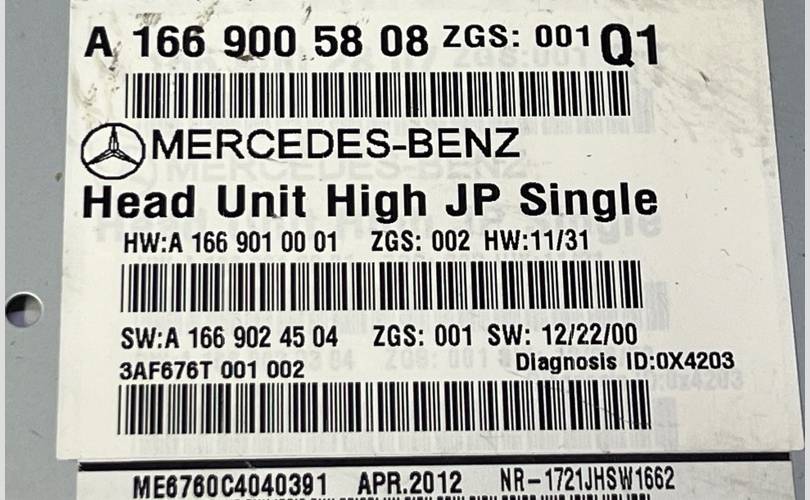 A 166 900 58 08 ZGS: 001 Q1
MERCEDES-BENZ
Head Unit High JP Single
HW:A 166 901 00 01 ZGS: 002 HW:11/31
SW:A 166 902 45 04 ZGS: 001 SW: 12/22/00
3AF676T 001 002 Diagnosis ID:0X4203
ME6760C4040391 APR.2012 NR-1721JHSW1662